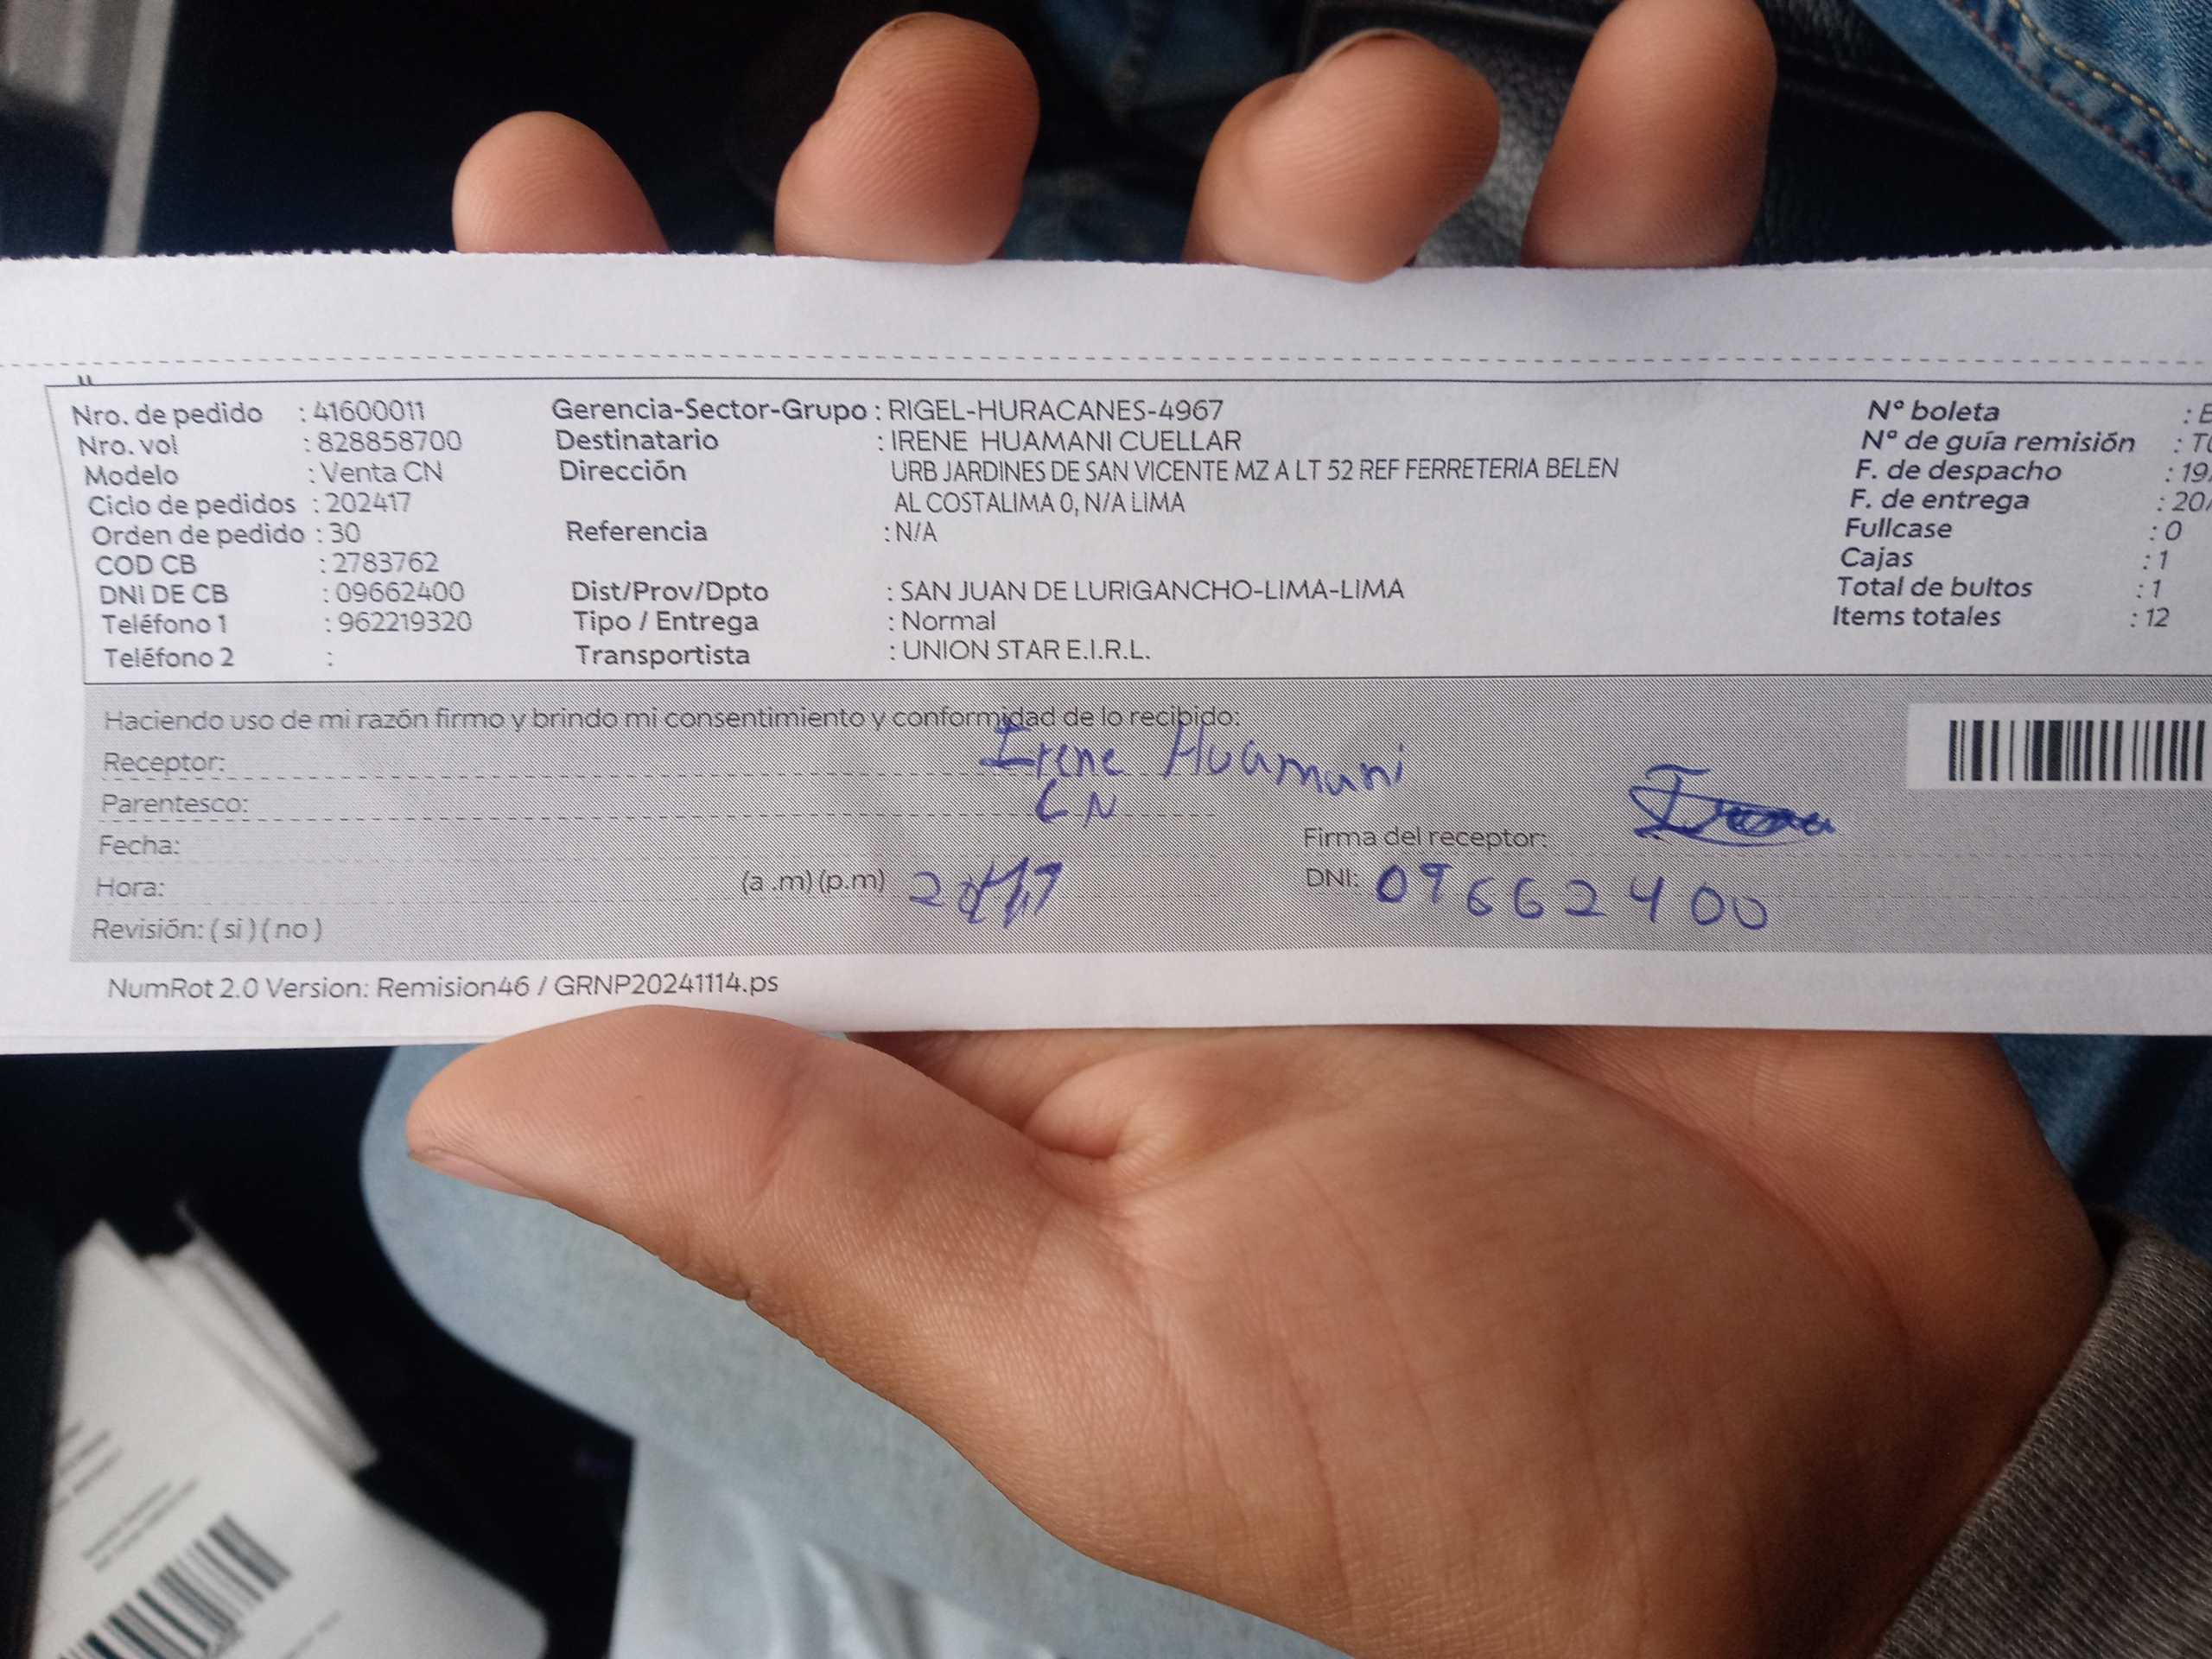 Nro. de pedido : 41600011 Gerencia-Sector-Grupo : RIGEL-HURACANES-4967 N° boleta :
Nro. vol : 828858700 Destinatario : IRENE HUAMANI CUELLAR N° de guía remisión :
Modelo : Venta CN Dirección URB JARDINES DE SAN VICENTE MZ A LT 52 REF FERRETERIA BELEN F. de despacho : 19
Ciclo de pedidos : 202417 AL COSTALIMA 0, N/A LIMA F. de entrega : 20/
Orden de pedido : 30 Referencia : N/A Fullcase : 0
COD CB : 2783762 Cajas : 1
DNI DE CB : 09662400 Dist/Prov/Dpto : SAN JUAN DE LURIGANCHO-LIMA-LIMA Total de bultos : 1
Teléfono 1 : 962219320 Tipo / Entrega : Normal Items totales : 12
Teléfono 2 : Transportista : UNION STAR E.I.R.L.
Haciendo uso de mi razón firmo y brindo mi consentimiento y conformidad de lo recibido:
Receptor: Irene Huamani
Parentesco: CN
Fecha: Firma del receptor:
Hora: (a .m) (p.m) DNI: 09662400
Revisión: ( si ) ( no )
NumRot 2.0 Version: Remision46 / GRNP20241114.ps